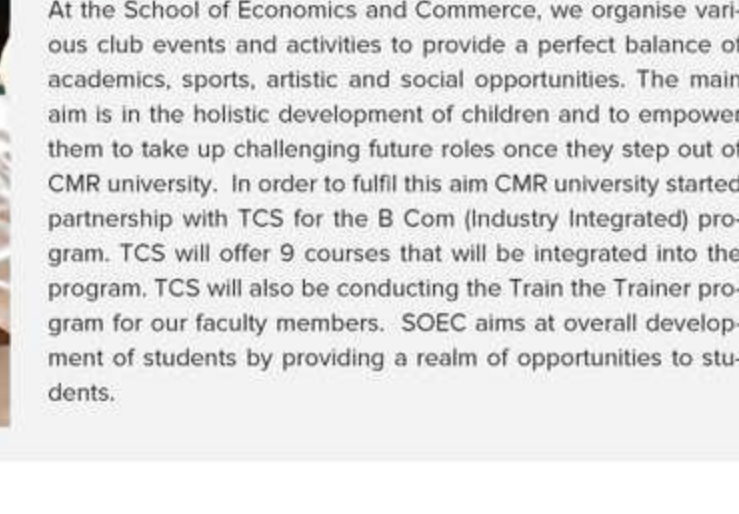 At the School of Economics and Commerce, we organise vari-
ous club events and activities to provide a perfect balance of
academics, sports, artistic and social opportunities. The main
aim is in the holistic development of children and to empower
them to take up challenging future roles once they step out of
CMR university.  In order to fulfil this aim CMR university started
partnership with TCS for the B Com (Industry Integrated) pro-
gram. TCS will offer 9 courses that will be integrated into the
program. TCS will also be conducting the Train the Trainer pro-
gram for our faculty members.  SOEC aims at overall develop-
ment of students by providing a realm of opportunities to stu-
dents.